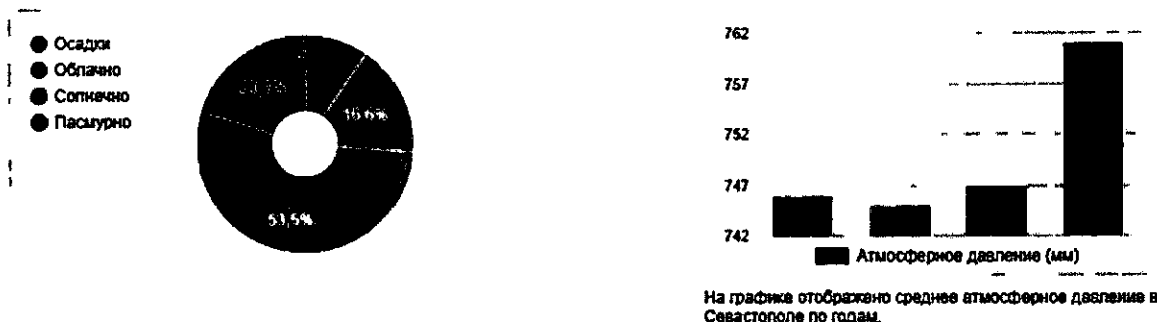 Осадки
Облачно
Солнечно
Пасмурно
16,6%
53,5%
762
757
752
747
742
Атмосферное давление (мм)
На графике отображено среднее атмосферное давление в
Севастополе по годам.